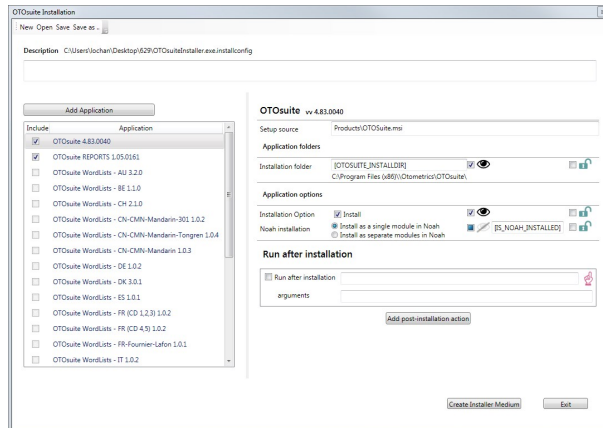 OTOsuite Installation
New Open Save Save as ..
Description C:\Users\lochan\Desktop\629\OTOsuiteInstaller.exe.installconfig
Add Application
Include Application
OTOsuite 4.83.0040
OTOsuite REPORTS 1.05.0161
OTOsuite WordLists - AU 3.2.0
OTOsuite WordLists - BE 1.1.0
OTOsuite WordLists - CH 2.1.0
OTOsuite WordLists - CN-CMN-Mandarin-301 1.0.2
OTOsuite WordLists - CN-CMN-Mandarin-Tongren 1.0.4
OTOsuite WordLists - CN-CMN-Mandarin 1.0.3
OTOsuite WordLists - DE 1.0.2
OTOsuite WordLists - DK 3.0.1
OTOsuite WordLists - ES 1.0.1
OTOsuite WordLists - FR (CD 1,2,3) 1.0.2
OTOsuite WordLists - FR (CD 4,5) 1.0.2
OTOsuite WordLists - FR-Fournier-Lafon 1.0.1
OTOsuite WordLists - IT 1.0.2
OTOsuite vv 4.83.0040
Setup source Products\OTOSuite.msi
Application folders
Installation folder [OTOSUITE_INSTALLDIR]
C:\Program Files (x86)\\Otometrics\OTOsuite\
Application options
Installation Option Install
Noah installation Install as a single module in Noah [IS_NOAH_INSTALLED]
Install as separate modules in Noah
Run after installation
Run after installation
arguments
Add post-installation action
Create Installer Medium Exit